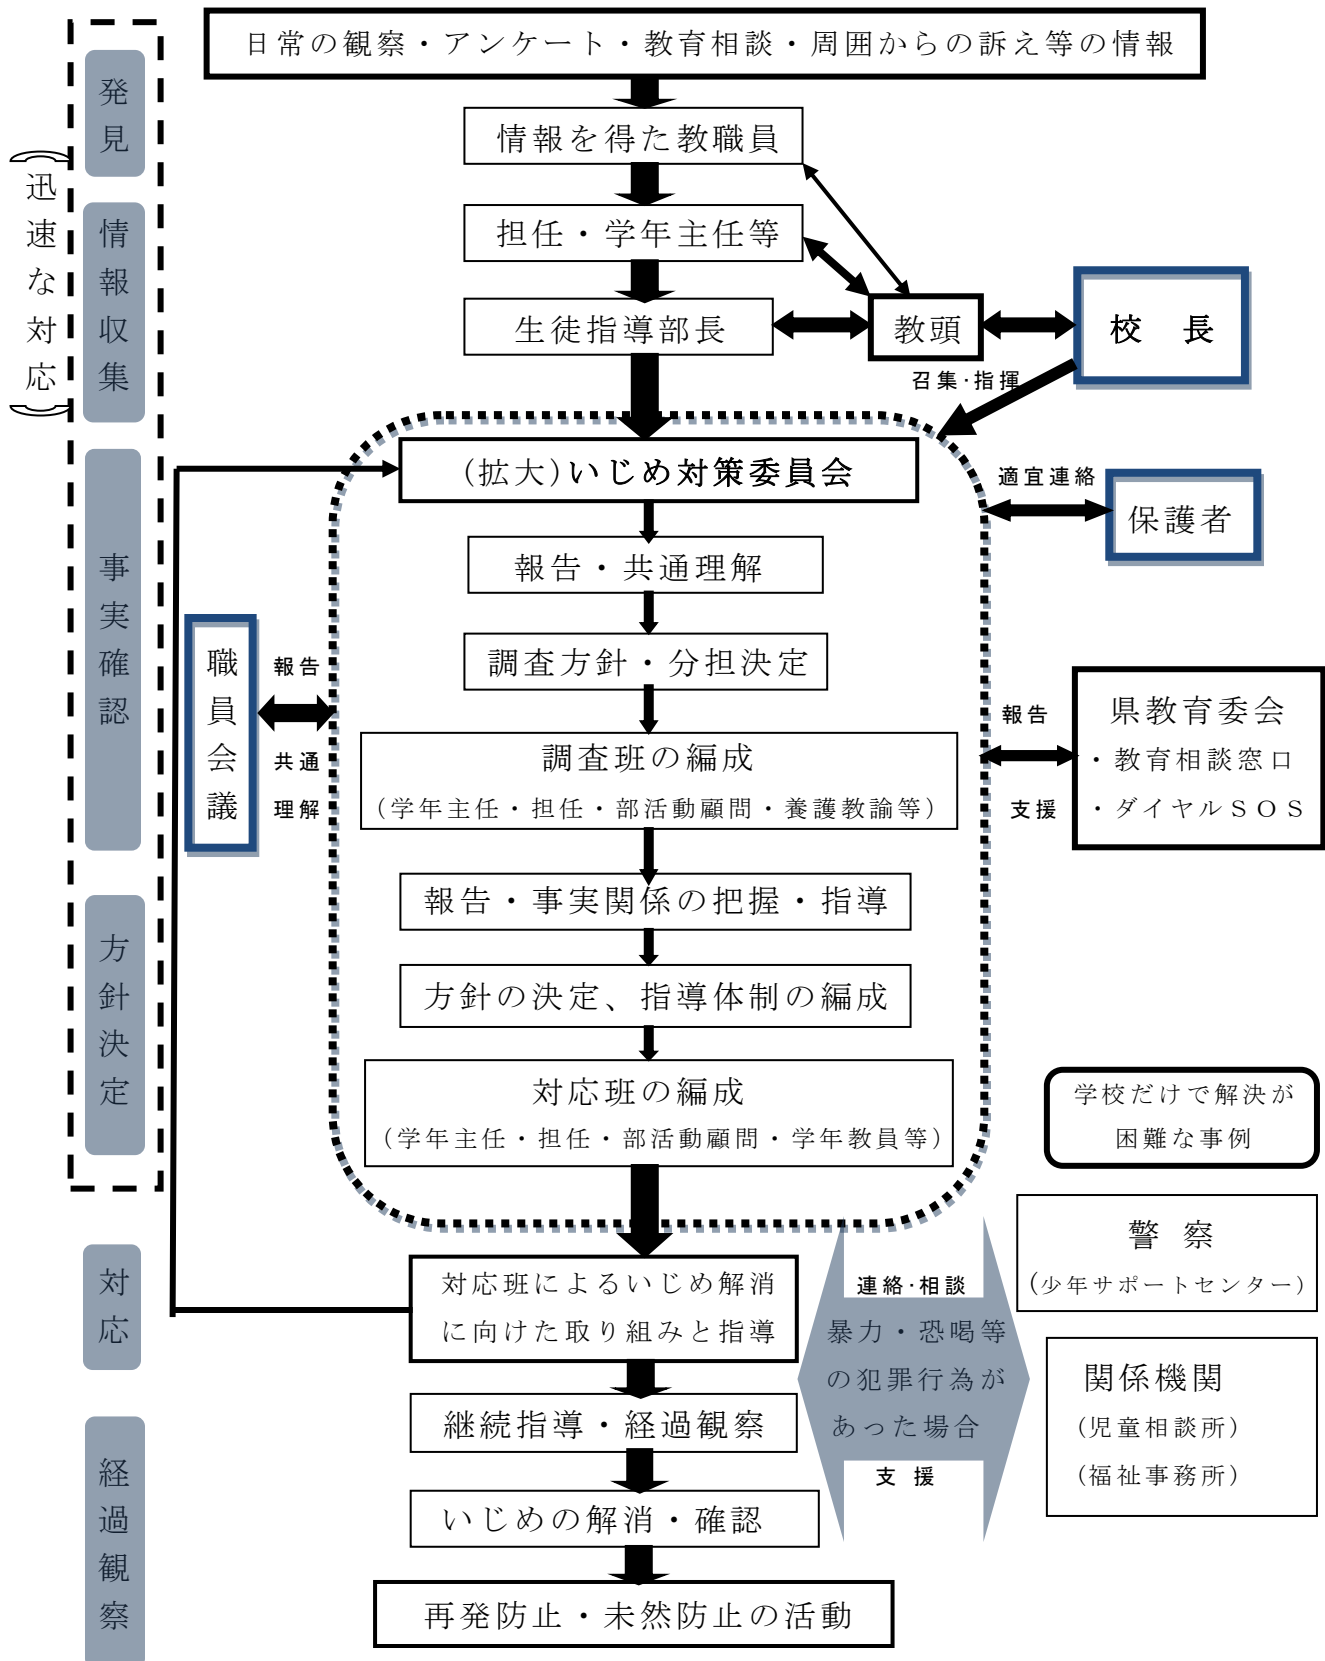 日常の観察・アンケート・教育相談・周囲からの訴え等の情報
発見
情報を得た教職員
(迅速な対応)
情報収集
担任・学年主任等
生徒指導部長
教頭
校 長
召集・指揮
(拡大)いじめ対策委員会
適宜連絡
保護者
事実確認
報告・共通理解
調査方針・分担決定
職員会議
報告
共通
理解
調査班の編成
(学年主任・担任・部活動顧問・養護教諭等)
報告
支援
県教育委会
・教育相談窓口
・ダイヤルSOS
報告・事実関係の把握・指導
方針決定
方針の決定、指導体制の編成
対応班の編成
(学年主任・担任・部活動顧問・学年教員等)
学校だけで解決が
困難な事例
警 察
(少年サポートセンター)
対応
対応班によるいじめ解消
に向けた取り組みと指導
連絡・相談
暴力・恐喝等
の犯罪行為が
あった場合
支 援
関係機関
(児童相談所)
(福祉事務所)
経過観察
継続指導・経過観察
いじめの解消・確認
再発防止・未然防止の活動